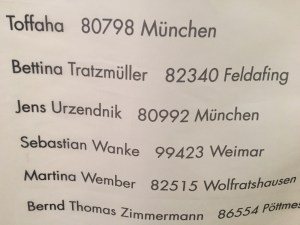 Toffaha 80798 München
Bettina Tratzmüller 82340 Feldafing
Jens Urzendnik 80992 München
Sebastian Wanke 99423 Weimar
Martina Wember 82515 Wolfratshausen
Bernd Thomas Zimmermann 86554 Pöttmes